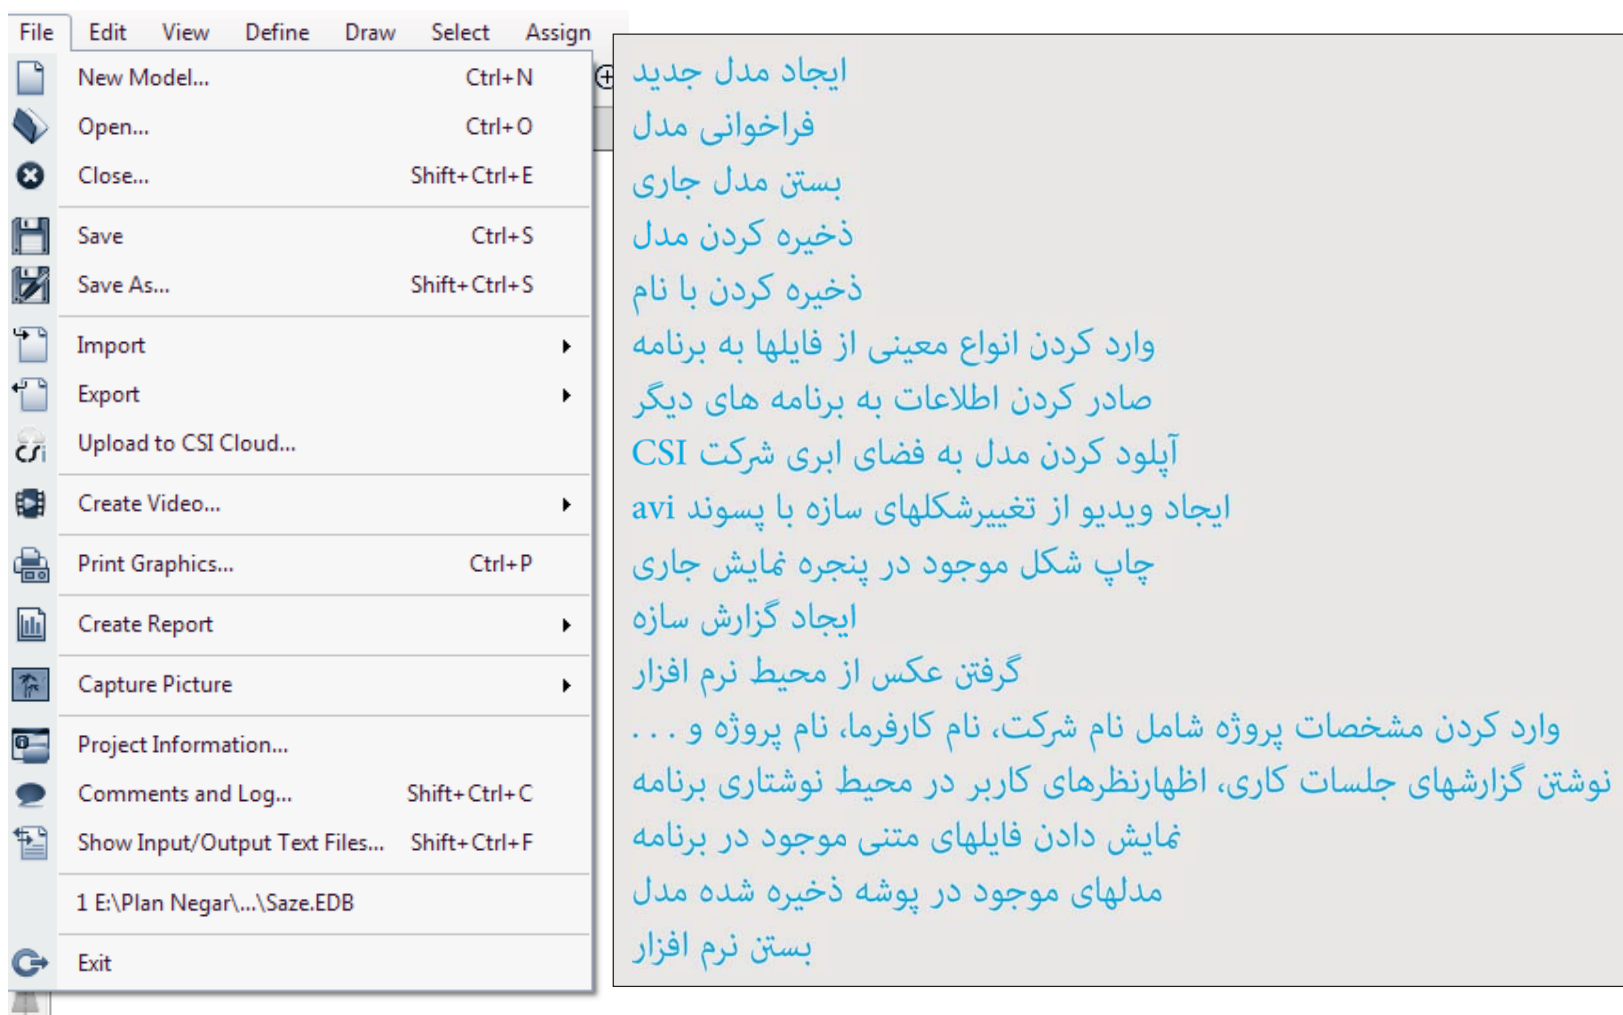 File Edit View Define Draw Select Assign
New Model... Ctrl+N
Open... Ctrl+O
Close... Shift+Ctrl+E
Save Ctrl+S
Save As... Shift+Ctrl+S
Import
Export
Upload to CSI Cloud...
Create Video...
Print Graphics... Ctrl+P
Create Report
Capture Picture
Project Information...
Comments and Log... Shift+Ctrl+C
Show Input/Output Text Files... Shift+Ctrl+F
1 E:\Plan Negar\...\Saze.EDB
Exit
ایجاد مدل جدید
فراخوانی مدل
بستن مدل جاری
ذخیره کردن مدل
ذخیره کردن با نام
وارد کردن انواع معینی از فایلها به برنامه
صادر کردن اطلاعات به برنامه های دیگر
آپلود کردن مدل به فضای ابری شرکت CSI
ایجاد ویدیو از تغییرشکلهای سازه با پسوند avi
چاپ شکل موجود در پنجره نمایش جاری
ایجاد گزارش سازه
گرفتن عکس از محیط نرم افزار
وارد کردن مشخصات پروژه شامل نام شرکت، نام کارفرما، نام پروژه و . . .
نوشتن گزارشهای جلسات کاری، اظهارنظرهای کاربر در محیط نوشتاری برنامه
نمایش دادن فایلهای متنی موجود در برنامه
مدلهای موجود در پوشه ذخیره شده مدل
بستن نرم افزار